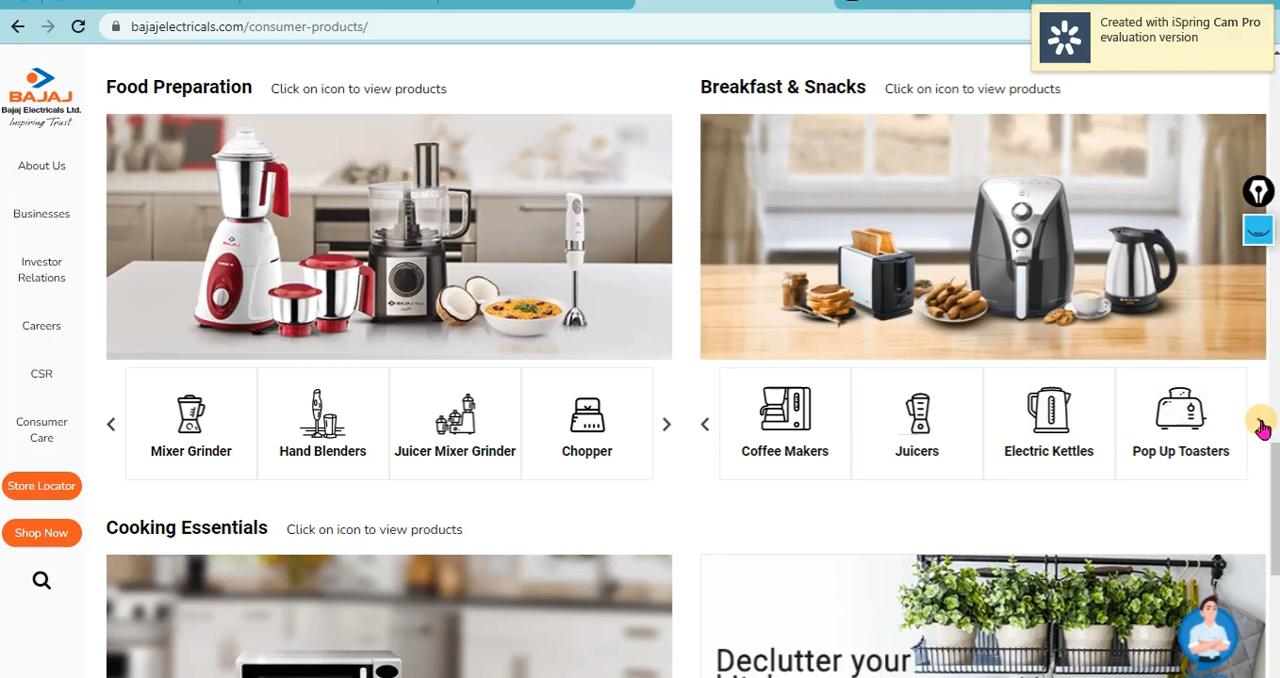 bajajelectricals.com/consumer-products/
Created with iSpring Cam Pro
evaluation version
BAJAJ
Bajaj Electricals Ltd.
Inspiring Trust
About Us
Businesses
Investor
Relations
Careers
CSR
Consumer
Care
Store Locator
Shop Now
Food Preparation Click on icon to view products
BAJAJ
BAJAJ
Mixer Grinder
Hand Blenders
Juicer Mixer Grinder
Chopper
Breakfast & Snacks Click on icon to view products
Coffee Makers
Juicers
Electric Kettles
Pop Up Toasters
Cooking Essentials Click on icon to view products
Declutter your